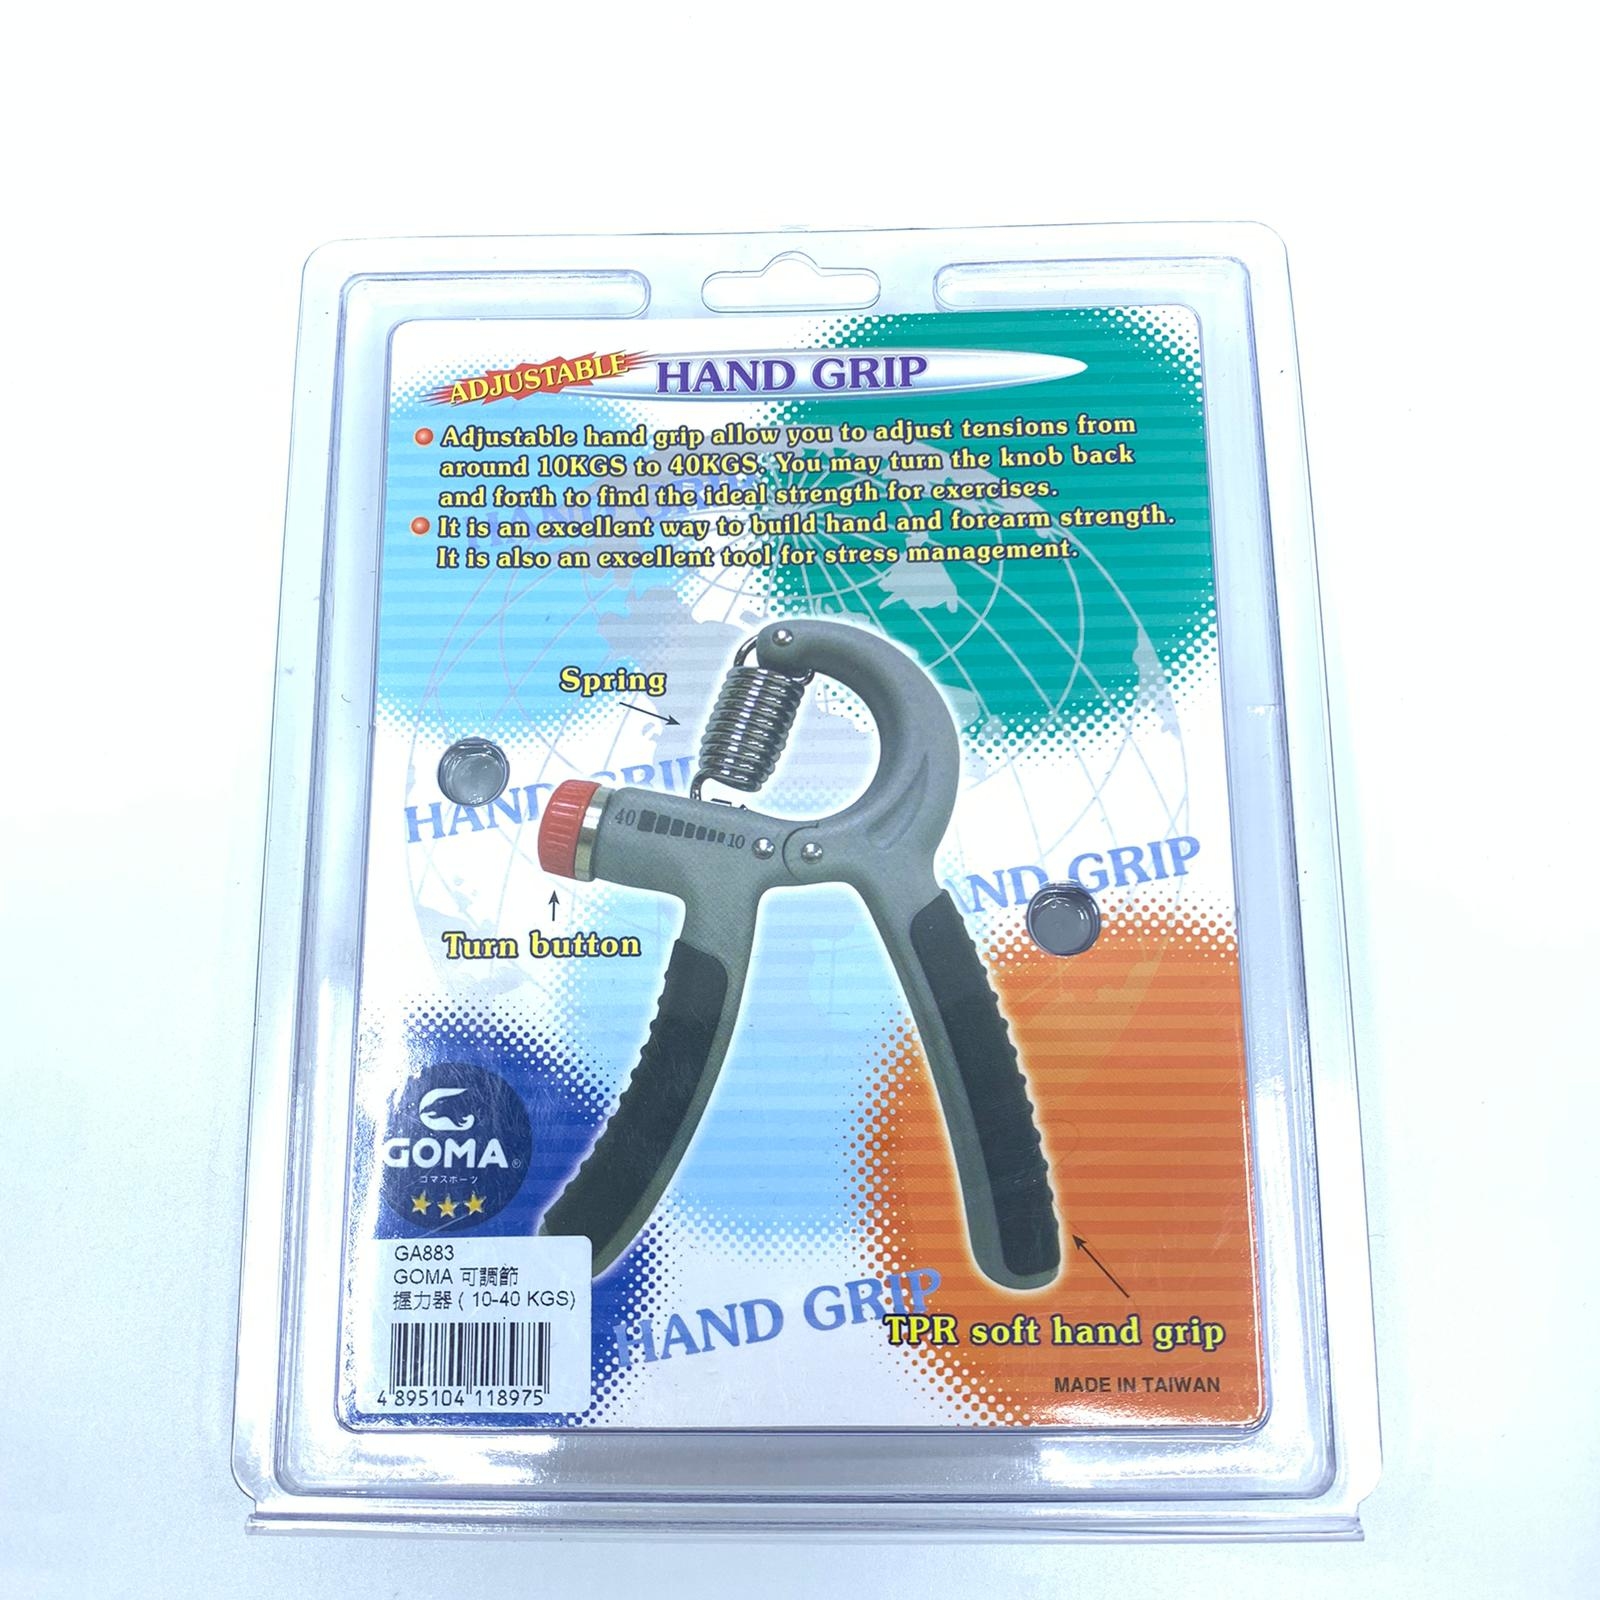 ADJUSTABLE HAND GRIP
Adjustable hand grip allow you to adjust tensions from
around 10KGS to 40KGS. You may turn the knob back
and forth to find the ideal strength for exercises.
It is an excellent way to build hand and forearm strength.
It is also an excellent tool for stress management.
HAND GRIP
Spring
HAND GRIP
40 10
HAND GRIP
Turn button
GOMA®
ゴマスポーツ
GA883
GOMA 可調節
握力器 ( 10-40 KGS)
4 895104 118975
HAND GRIP
TPR soft hand grip
MADE IN TAIWAN